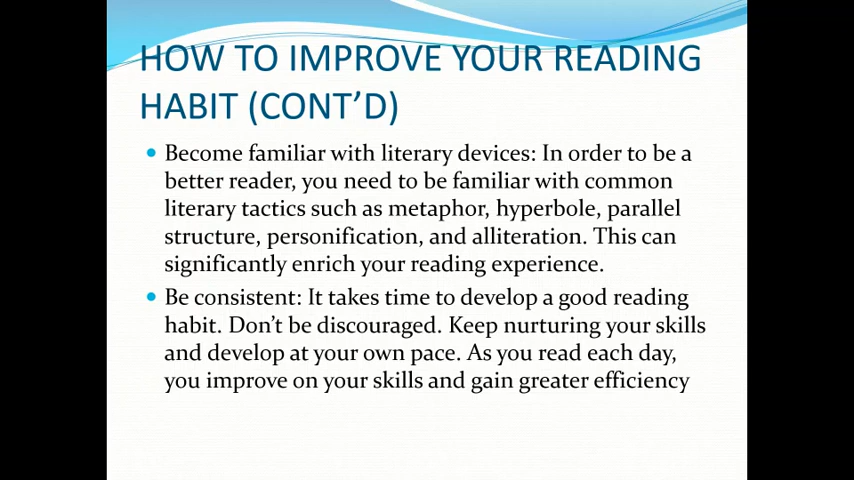 HOW TO IMPROVE YOUR READING
HABIT (CONT’D)
• Become familiar with literary devices: In order to be a
better reader, you need to be familiar with common
literary tactics such as metaphor, hyperbole, parallel
structure, personification, and alliteration. This can
significantly enrich your reading experience.
• Be consistent: It takes time to develop a good reading
habit. Don’t be discouraged. Keep nurturing your skills
and develop at your own pace. As you read each day,
you improve on your skills and gain greater efficiency